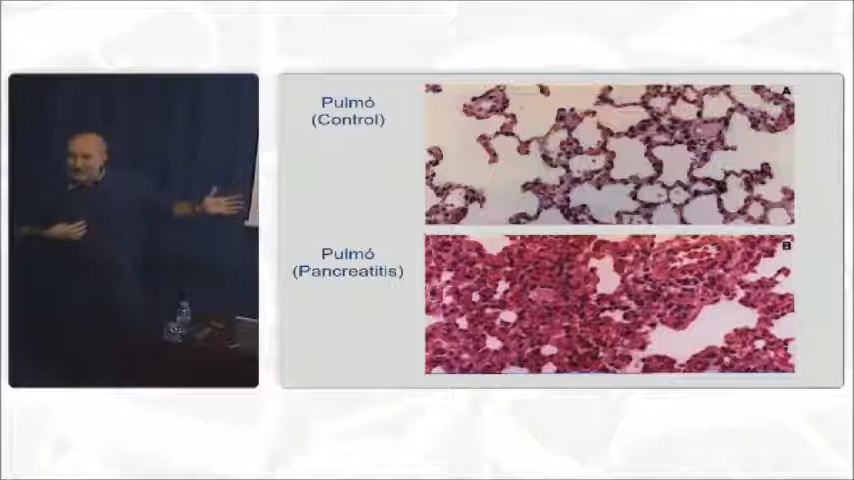 Pulmó
(Control)
A
Pulmó
(Pancreatitis)
B